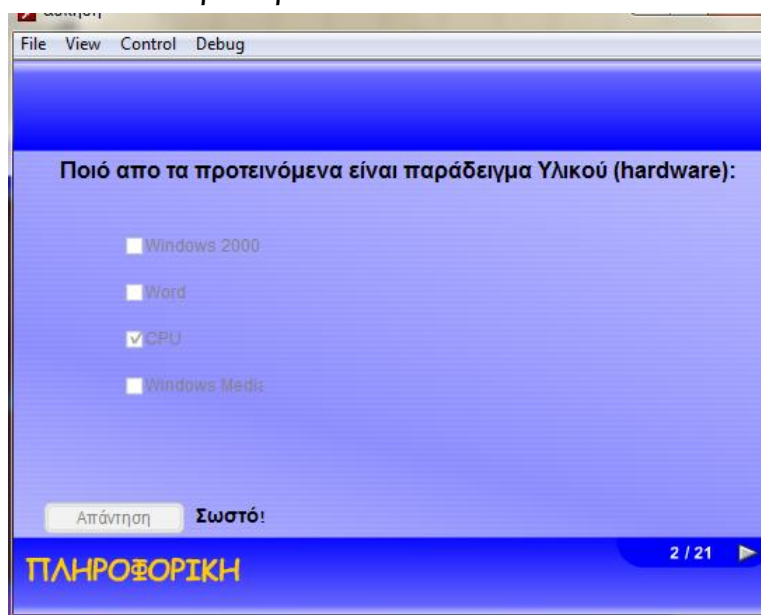 File View Control Debug
Ποιό απο τα προτεινόμενα είναι παράδειγμα Υλικού (hardware):
Windows 2000
Word
CPU
Windows Media
Απάντηση Σωστό!
2 / 21
ΠΛΗΡΟΦΟΡΙΚΗ